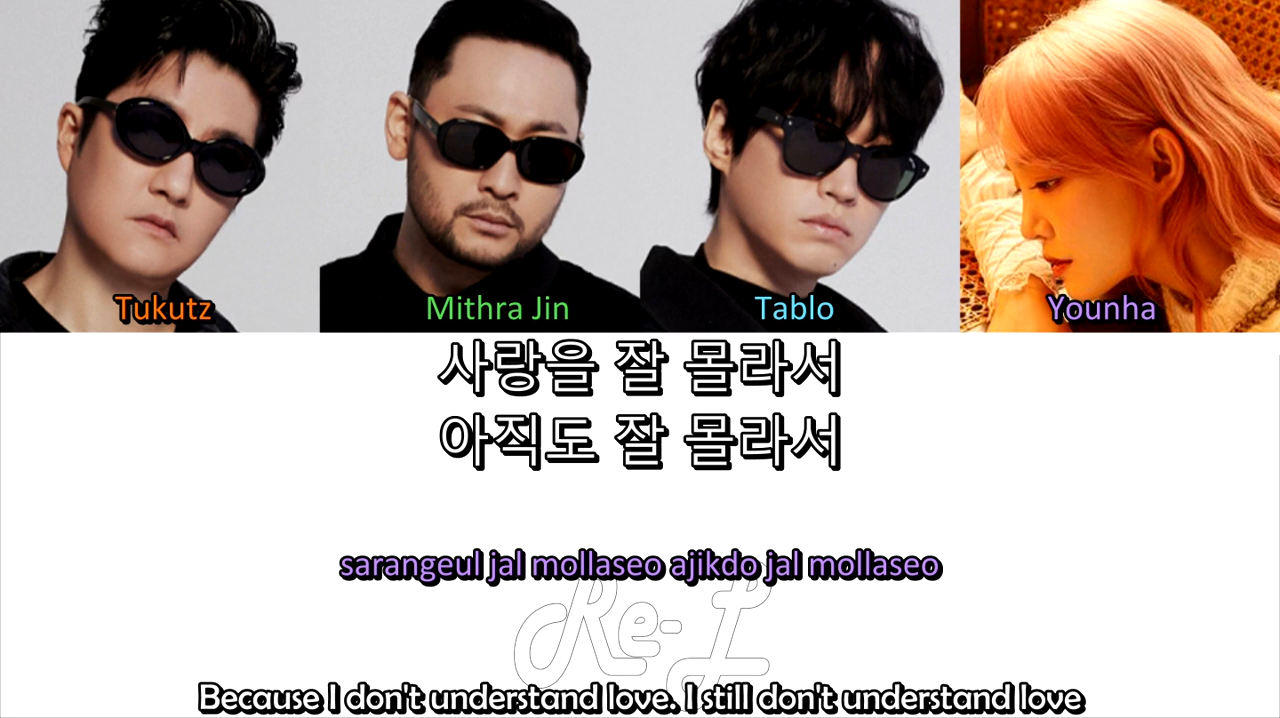 Tukutz
Mithra Jin
Tablo
Younha
사랑을 잘 몰라서
아직도 잘 몰라서
sarangeul jal mollaseo ajikdo jal mollaseo
Re-I
Because I don't understand love. I still don't understand love